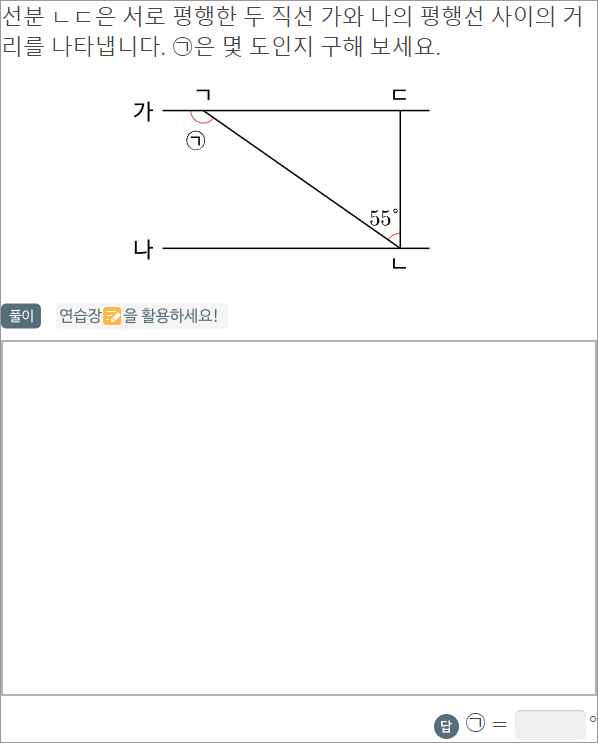 선분 ㄴㄷ은 서로 평행한 두 직선 가와 나의 평행선 사이의 거
리를 나타냅니다. ㉠은 몇 도인지 구해 보세요.
ㄱ ㄷ
가
㉠
55°
나
ㄴ
풀이 연습장을 활용하세요!
답 ㉠ = °